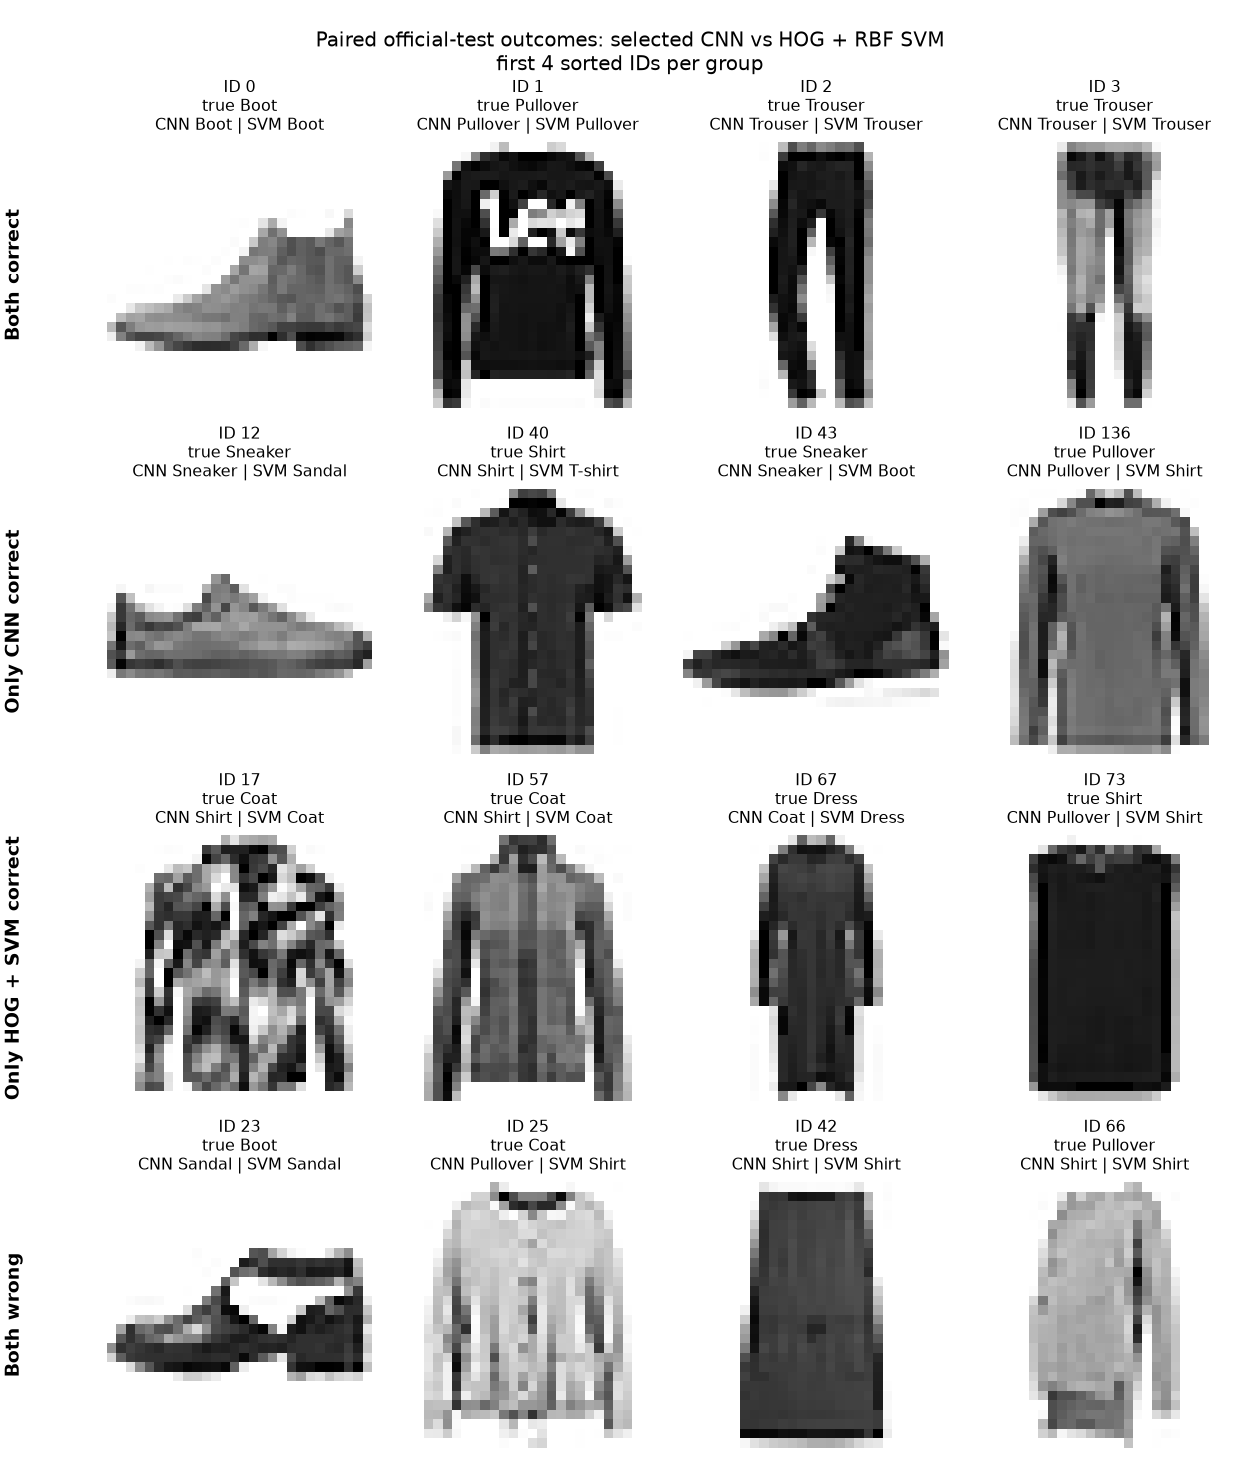 Paired official-test outcomes: selected CNN vs HOG + RBF SVM
first 4 sorted IDs per group
Both correct
ID 0
true Boot
CNN Boot | SVM Boot
ID 1
true Pullover
CNN Pullover | SVM Pullover
ID 2
true Trouser
CNN Trouser | SVM Trouser
ID 3
true Trouser
CNN Trouser | SVM Trouser
Only CNN correct
ID 12
true Sneaker
CNN Sneaker | SVM Sandal
ID 40
true Shirt
CNN Shirt | SVM T-shirt
ID 43
true Sneaker
CNN Sneaker | SVM Boot
ID 136
true Pullover
CNN Pullover | SVM Shirt
Only HOG + SVM correct
ID 17
true Coat
CNN Shirt | SVM Coat
ID 57
true Coat
CNN Shirt | SVM Coat
ID 67
true Dress
CNN Coat | SVM Dress
ID 73
true Shirt
CNN Pullover | SVM Shirt
Both wrong
ID 23
true Boot
CNN Sandal | SVM Sandal
ID 25
true Coat
CNN Pullover | SVM Shirt
ID 42
true Dress
CNN Shirt | SVM Shirt
ID 66
true Pullover
CNN Shirt | SVM Shirt